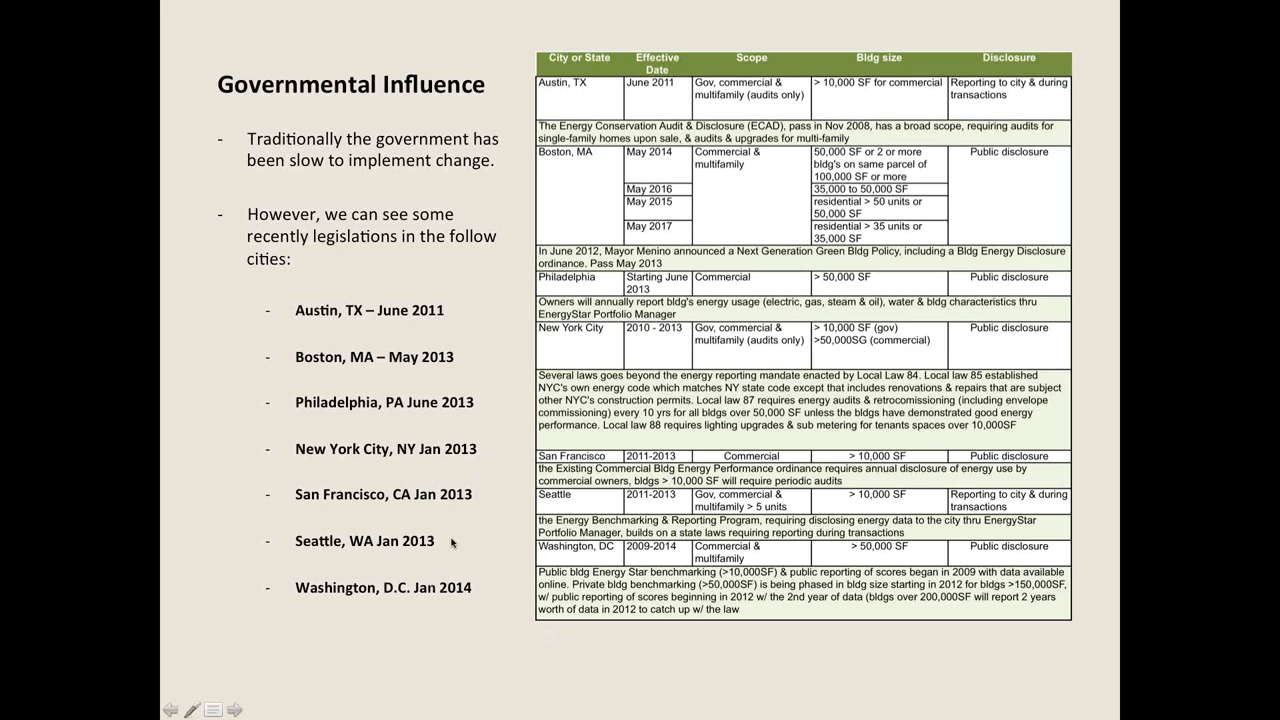 Governmental Influence
- Traditionally the government has
been slow to implement change.
- However, we can see some
recently legislations in the follow
cities:
- Austin, TX – June 2011
- Boston, MA – May 2013
- Philadelphia, PA June 2013
- New York City, NY Jan 2013
- San Francisco, CA Jan 2013
- Seattle, WA Jan 2013
- Washington, D.C. Jan 2014
City or State Effective Date Scope Bldg size Disclosure
Austin, TX June 2011 Gov, commercial & > 10,000 SF for commercial Reporting to city & during
multifamily (audits only) transactions
The Energy Conservation Audit & Disclosure (ECAD), pass in Nov 2008, has a broad scope, requiring audits for
single-family homes upon sale, & audits & upgrades for multi-family
Boston, MA May 2014 Commercial & 50,000 SF or 2 or more Public disclosure
multifamily bldg's on same parcel of
100,000 SF or more
May 2016 35,000 to 50,000 SF
May 2015 residential > 50 units or
50,000 SF
May 2017 residential > 35 units or
35,000 SF
In June 2012, Mayor Menino announced a Next Generation Green Bldg Policy, including a Bldg Energy Disclosure
ordinance. Pass May 2013
Philadelphia Starting June Commercial > 50,000 SF Public disclosure
2013
Owners will annually report bldg's energy usage (electric, gas, steam & oil), water & bldg characteristics thru
EnergyStar Portfolio Manager
New York City 2010 - 2013 Gov, commercial & > 10,000 SF (gov) Public disclosure
multifamily (audits only) >50,000SG (commercial)
Several laws goes beyond the energy reporting mandate enacted by Local Law 84. Local law 85 established
NYC's own energy code which matches NY state code except that includes renovations & repairs that are subject
other NYC's construction permits. Local law 87 requires energy audits & retrocomissioning (including envelope
commissioning) every 10 yrs for all bldgs over 50,000 SF unless the bldgs have demonstrated good energy
performance. Local law 88 requires lighting upgrades & sub metering for tenants spaces over 10,000SF
San Francisco 2011-2013 Commercial > 10,000 SF Public disclosure
the Existing Commercial Bldg Energy Performance ordinance requires annual disclosure of energy use by
commercial owners, bldgs > 10,000 SF will require periodic audits
Seattle 2011-2013 Gov, commercial & > 10,000 SF Reporting to city & during
multifamily > 5 units transactions
the Energy Benchmarking & Reporting Program, requiring disclosing energy data to the city thru EnergyStar
Portfolio Manager, builds on a state laws requiring reporting during transactions
Washington, DC 2009-2014 Commercial & > 50,000 SF Public disclosure
multifamily
Public bldg Energy Star benchmarking (>10,000SF) & public reporting of scores began in 2009 with data available
online. Private bldg benchmarking (>50,000SF) is being phased in bldg size starting in 2012 for bldgs >150,000SF,
w/ public reporting of scores beginning in 2012 w/ the 2nd year of data (bldgs over 200,000SF will report 2 years
worth of data in 2012 to catch up w/ the law